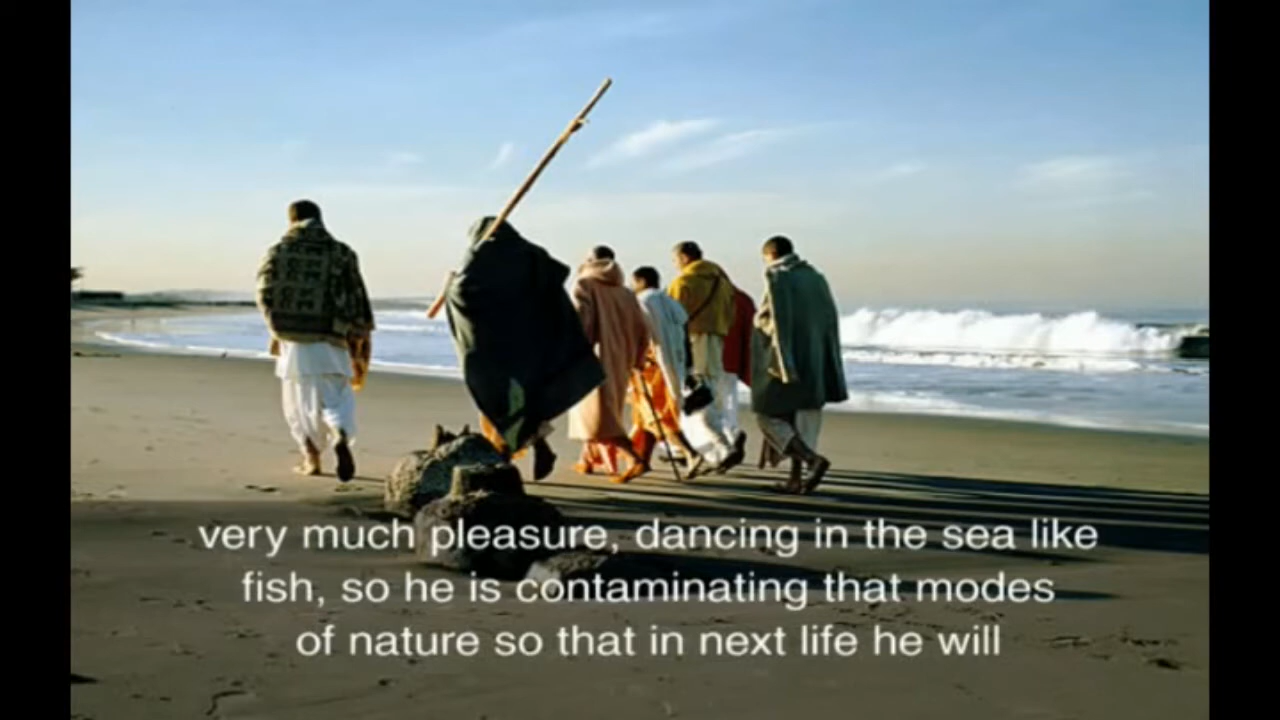 very much pleasure, dancing in the sea like
fish, so he is contaminating that modes
of nature so that in next life he will